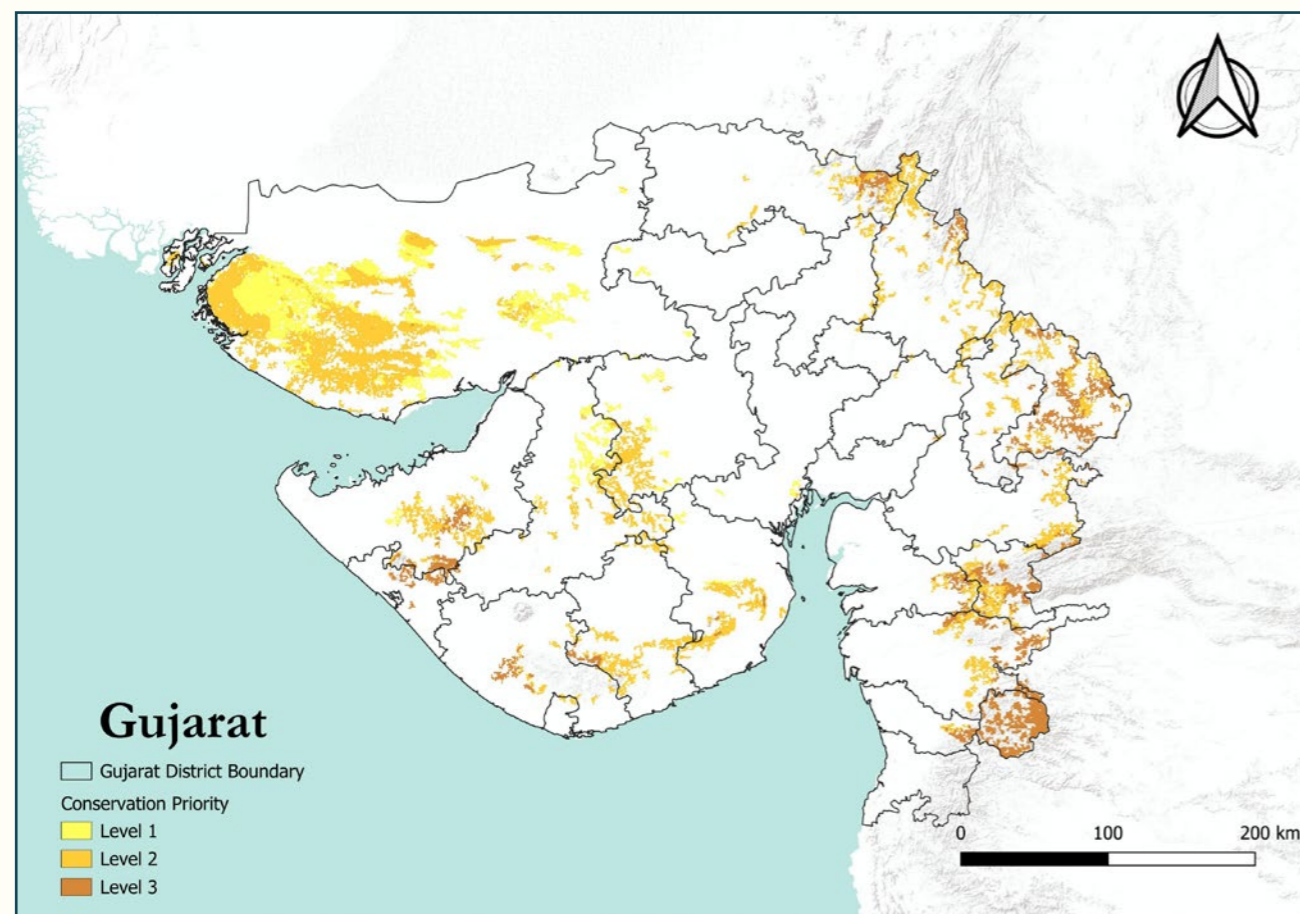 Gujarat
Gujarat District Boundary
Conservation Priority
Level 1
Level 2
Level 3
0 100 200 km